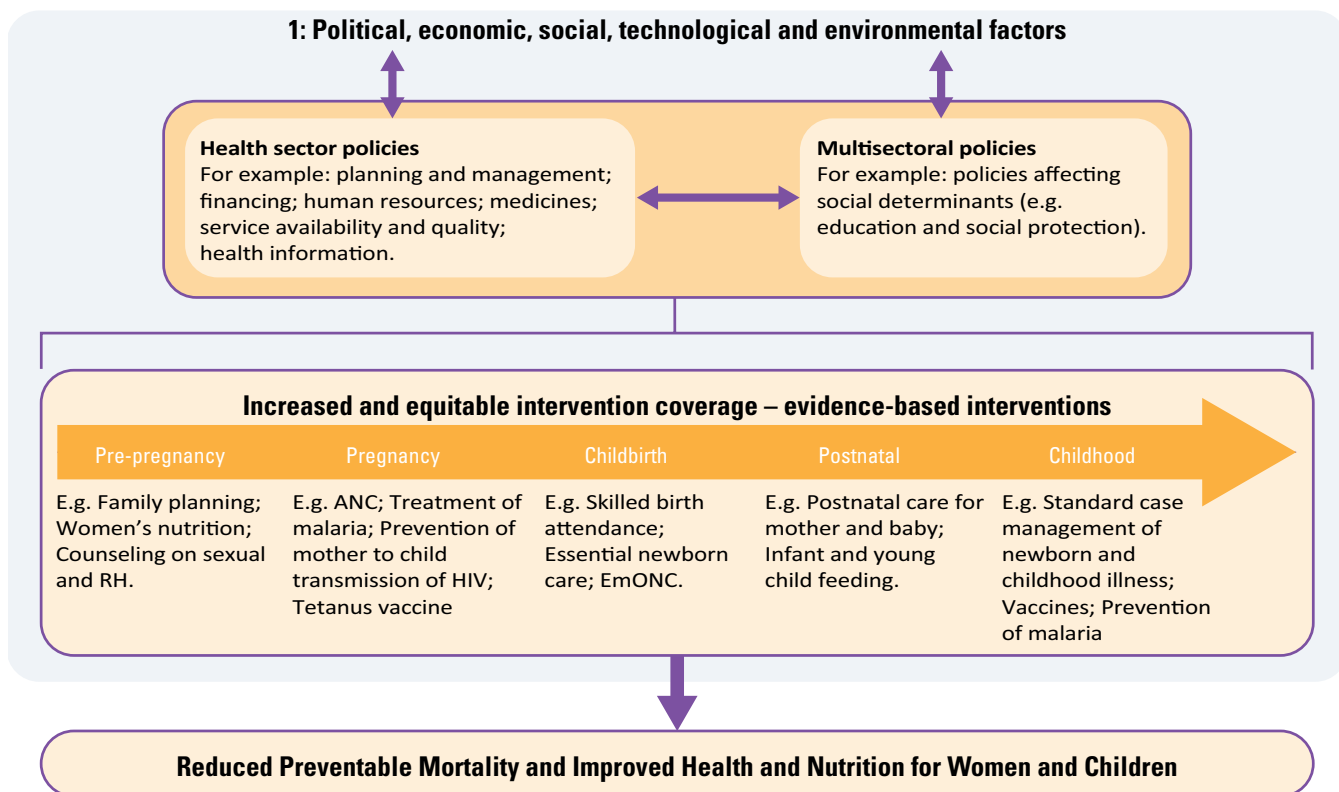 1: Political, economic, social, technological and environmental factors
Health sector policies
For example: planning and management;
financing; human resources; medicines;
service availability and quality;
health information.
Multisectoral policies
For example: policies affecting
social determinants (e.g.
education and social protection).
Increased and equitable intervention coverage – evidence-based interventions
Pre-pregnancy
Pregnancy
Childbirth
Postnatal
Childhood
E.g. Family planning;
Women’s nutrition;
Counseling on sexual
and RH.
E.g. ANC; Treatment of
malaria; Prevention of
mother to child
transmission of HIV;
Tetanus vaccine
E.g. Skilled birth
attendance;
Essential newborn
care; EmONC.
E.g. Postnatal care for
mother and baby;
Infant and young
child feeding.
E.g. Standard case
management of
newborn and
childhood illness;
Vaccines; Prevention
of malaria
Reduced Preventable Mortality and Improved Health and Nutrition for Women and Children